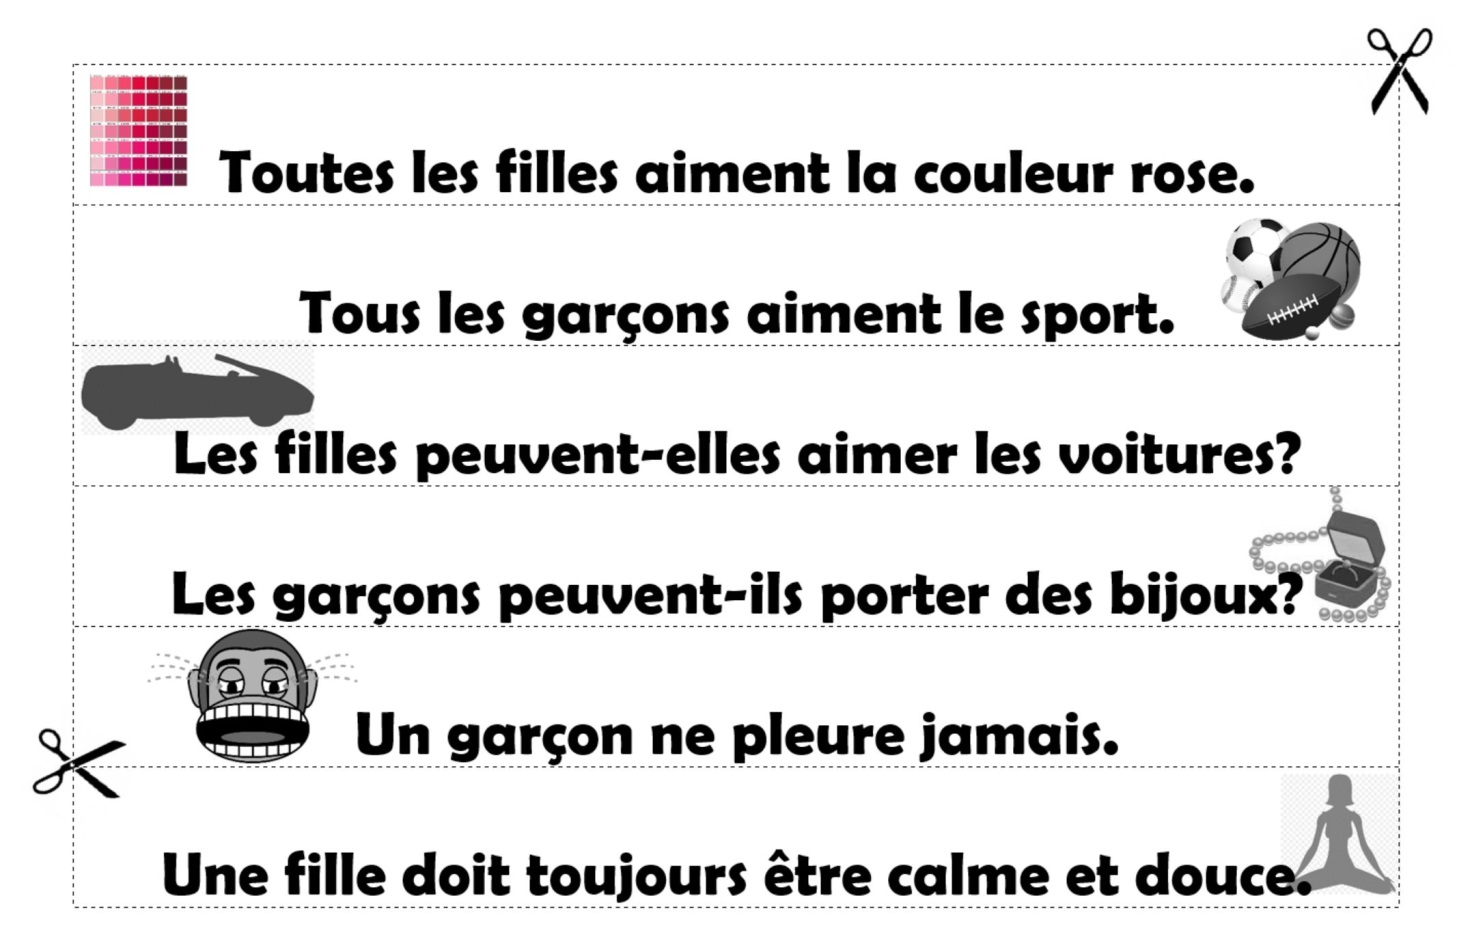 Toutes les filles aiment la couleur rose.
Tous les garçons aiment le sport.
Les filles peuvent-elles aimer les voitures?
Les garçons peuvent-ils porter des bijoux?
Un garçon ne pleure jamais.
Une fille doit toujours être calme et douce.